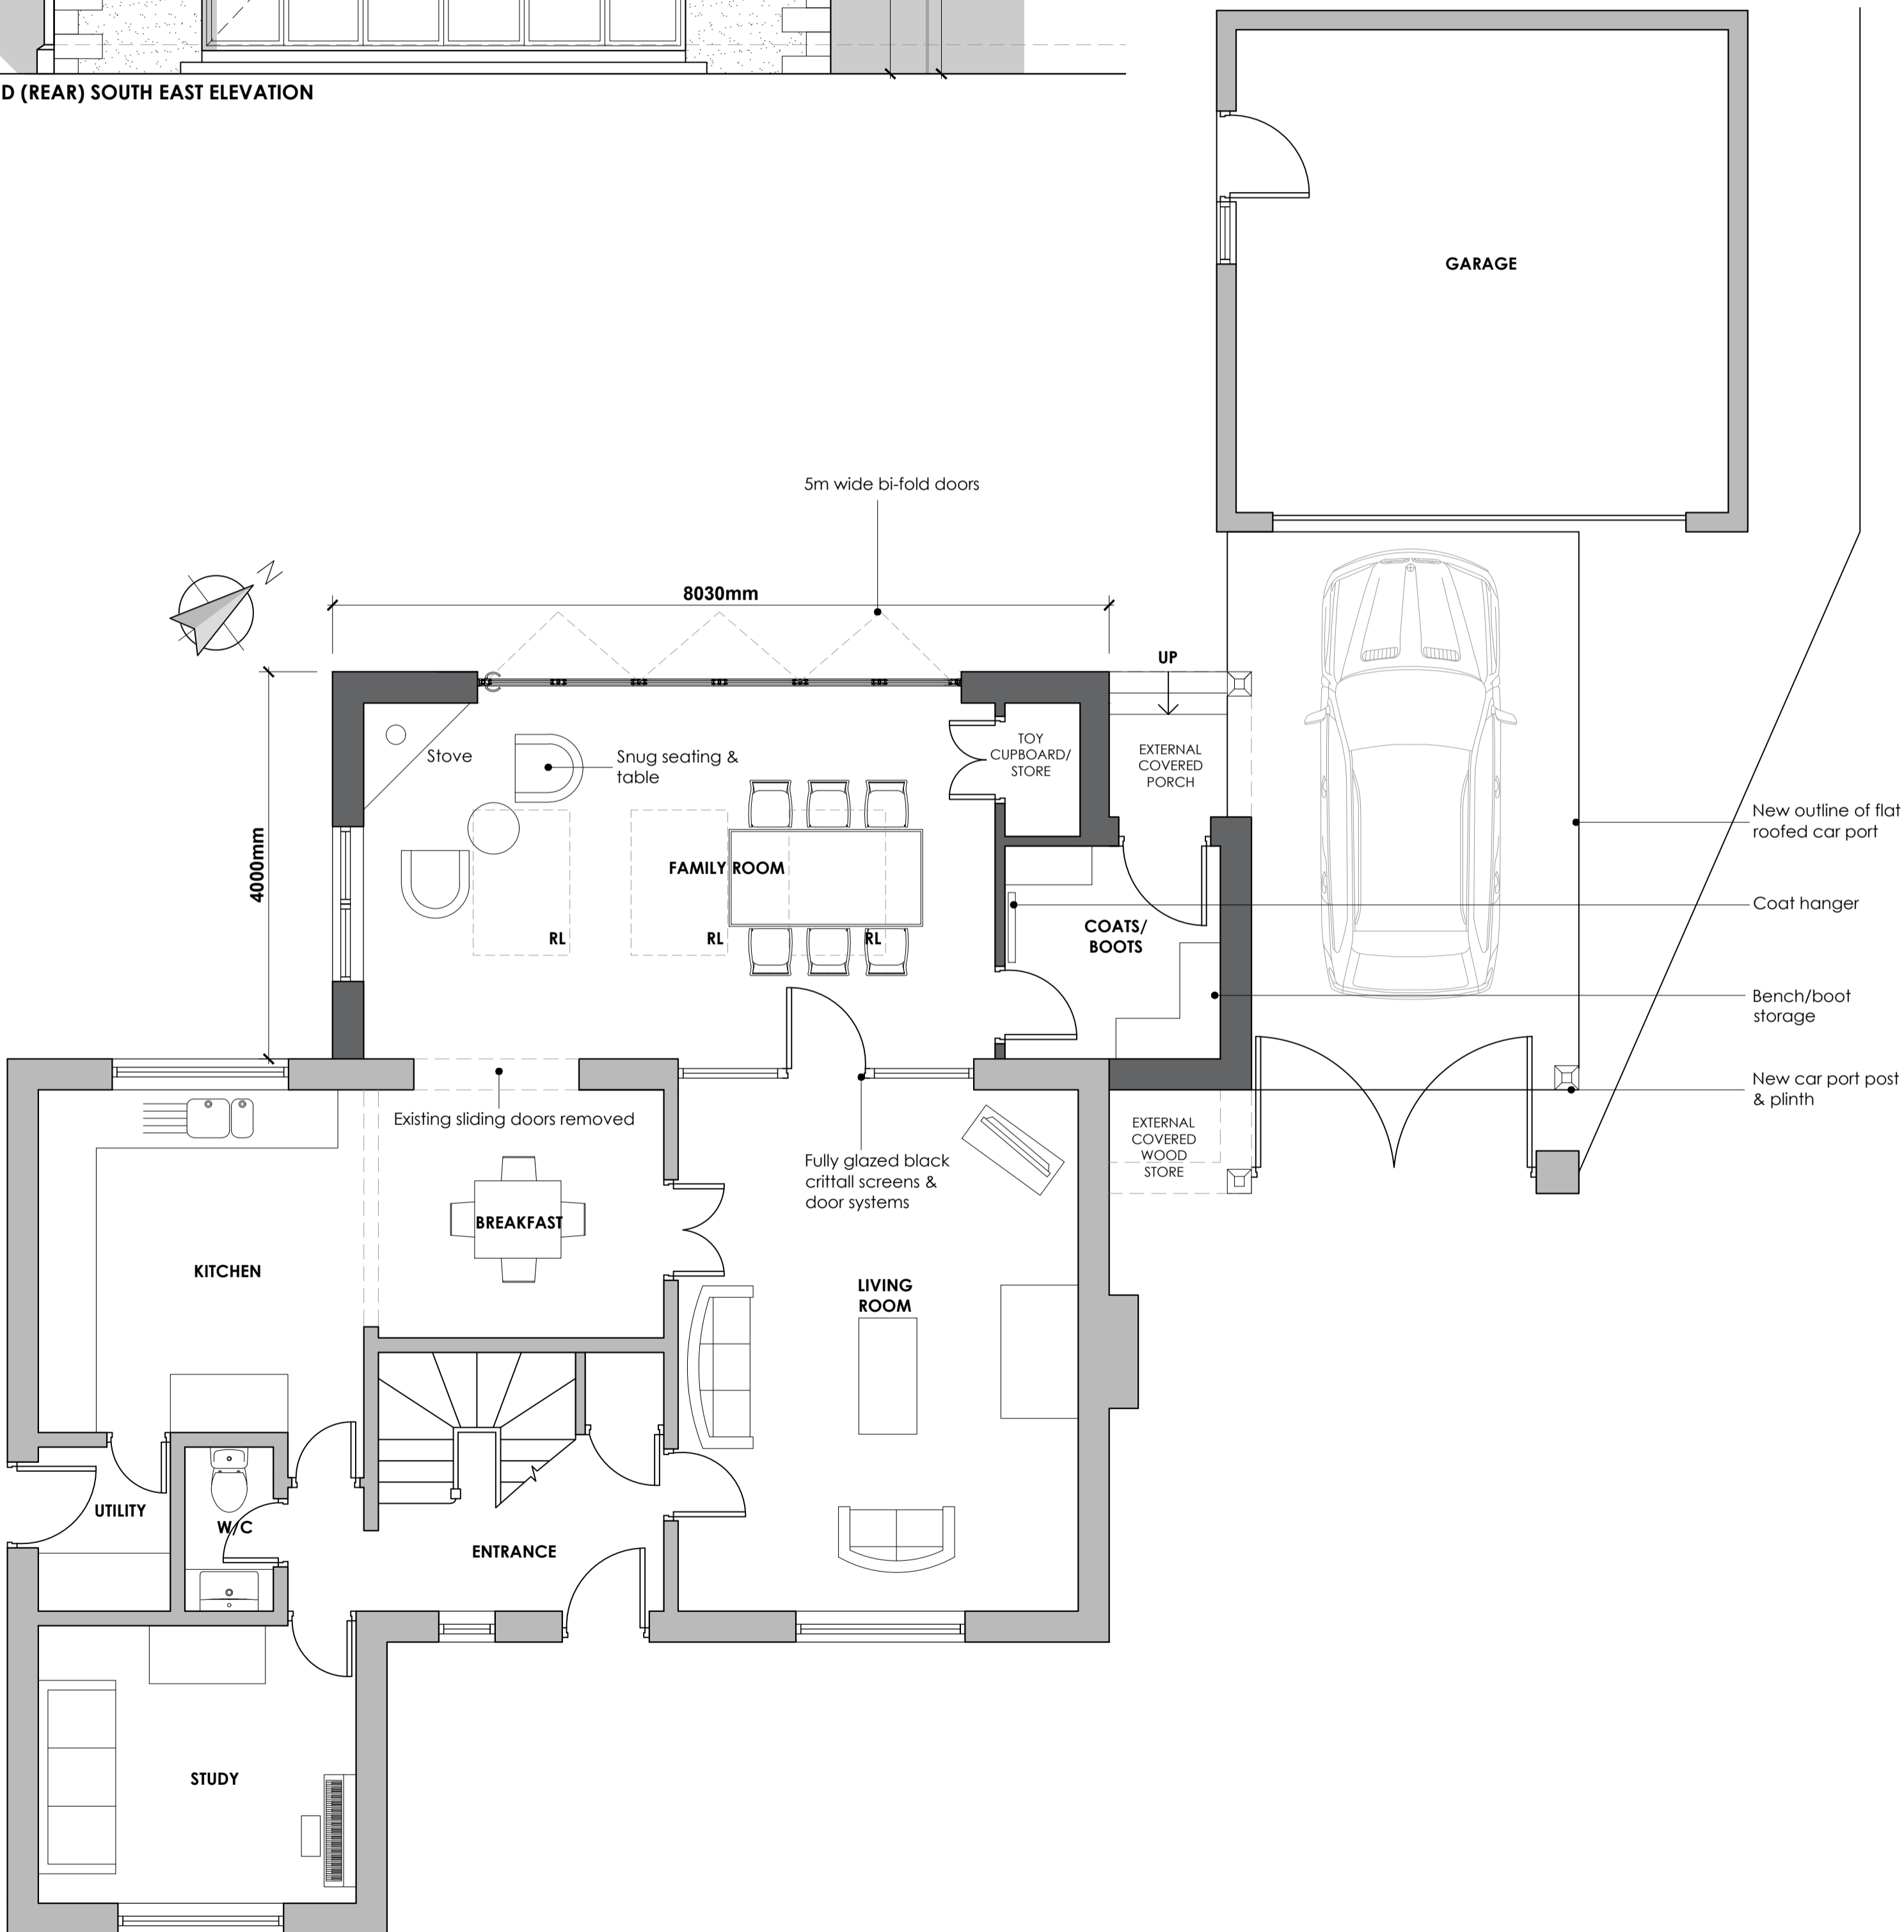 D (REAR) SOUTH EAST ELEVATION
GARAGE
5m wide bi-fold doors
N
8030mm
UP
Stove
Snug seating &
table
TOY
CUPBOARD/
STORE
EXTERNAL
COVERED
PORCH
New outline of flat
roofed car port
4000mm
FAMILY ROOM
Coat hanger
COATS/
BOOTS
RL
RL
RL
Bench/boot
storage
New car port post
& plinth
Existing sliding doors removed
EXTERNAL
COVERED
WOOD
STORE
Fully glazed black
crittall screens &
door systems
BREAKFAST
KITCHEN
LIVING
ROOM
UTILITY
W/C
ENTRANCE
STUDY